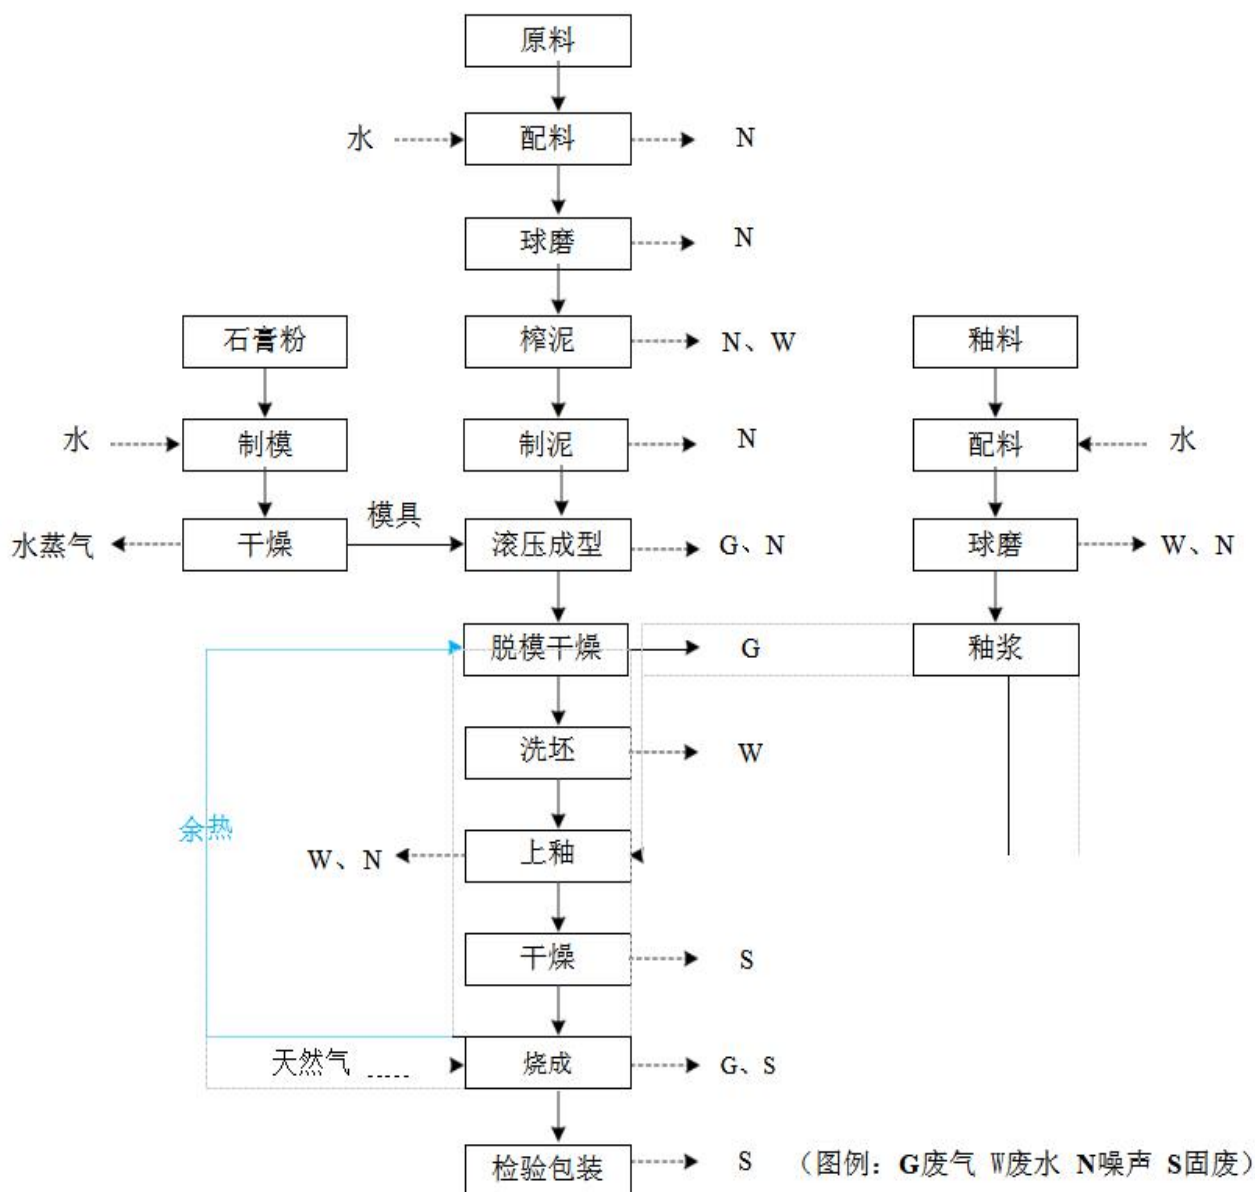 原料
水 配料 N
球磨 N
石膏粉 榨泥 N、W 釉料
水 制模 制泥 N 配料 水
模具
水蒸气 干燥 滚压成型 G、N 球磨 W、N
脱模干燥 G 釉浆
洗坯 W
余热
W、N 上釉
干燥 S
天然气 ..... 烧成 G、S
检验包装 S (图例：G废气 W废水 N噪声 S固废)